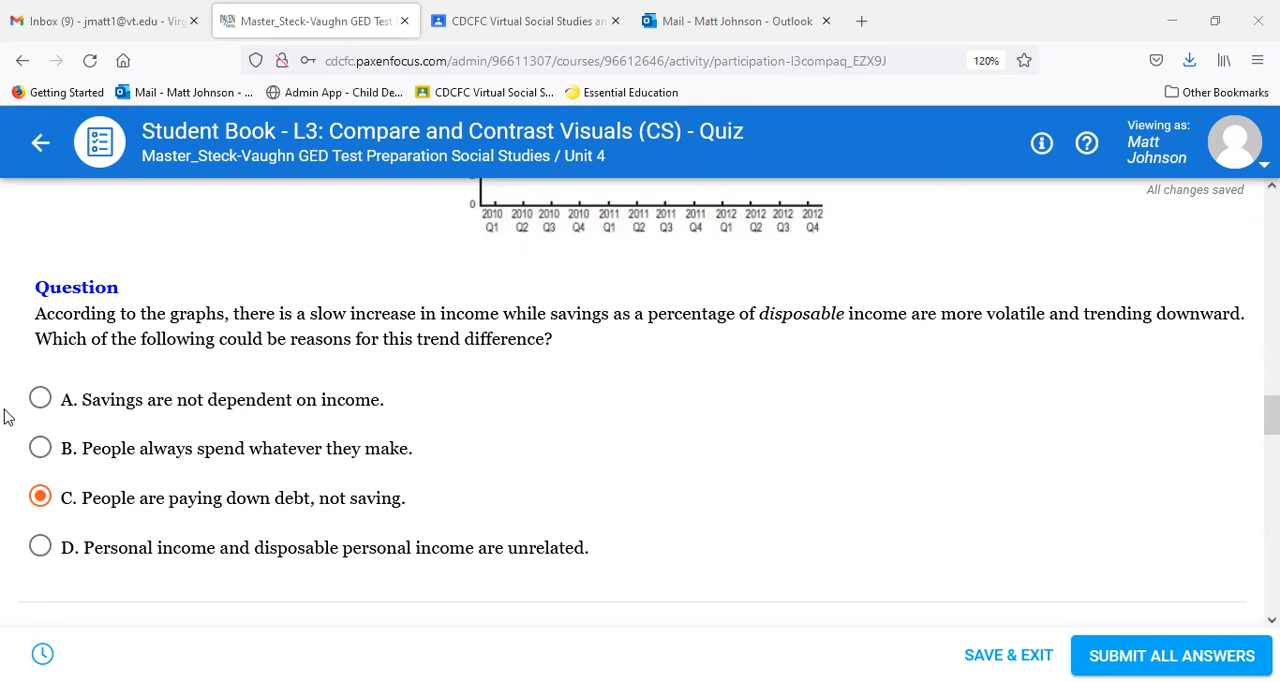 Inbox (9) - jmatt1@vt.edu - Virg
Master_Steck-Vaughn GED Test
CDCFC Virtual Social Studies an
Mail - Matt Johnson - Outlook
cdcfc.paxenfocus.com/admin/96611307/courses/96612646/activity/participation-l3compaq_EZX9J
120%
Getting Started
Mail - Matt Johnson - ...
Admin App - Child De...
CDCFC Virtual Social S...
Essential Education
Other Bookmarks
Student Book - L3: Compare and Contrast Visuals (CS) - Quiz
Master_Steck-Vaughn GED Test Preparation Social Studies / Unit 4
Viewing as:
Matt
Johnson
All changes saved
0
2010 2010 2010 2010 2011 2011 2011 2011 2012 2012 2012 2012
Q1 Q2 Q3 Q4 Q1 Q2 Q3 Q4 Q1 Q2 Q3 Q4
Question
According to the graphs, there is a slow increase in income while savings as a percentage of disposable income are more volatile and trending downward.
Which of the following could be reasons for this trend difference?
A. Savings are not dependent on income.
B. People always spend whatever they make.
C. People are paying down debt, not saving.
D. Personal income and disposable personal income are unrelated.
SAVE & EXIT
SUBMIT ALL ANSWERS